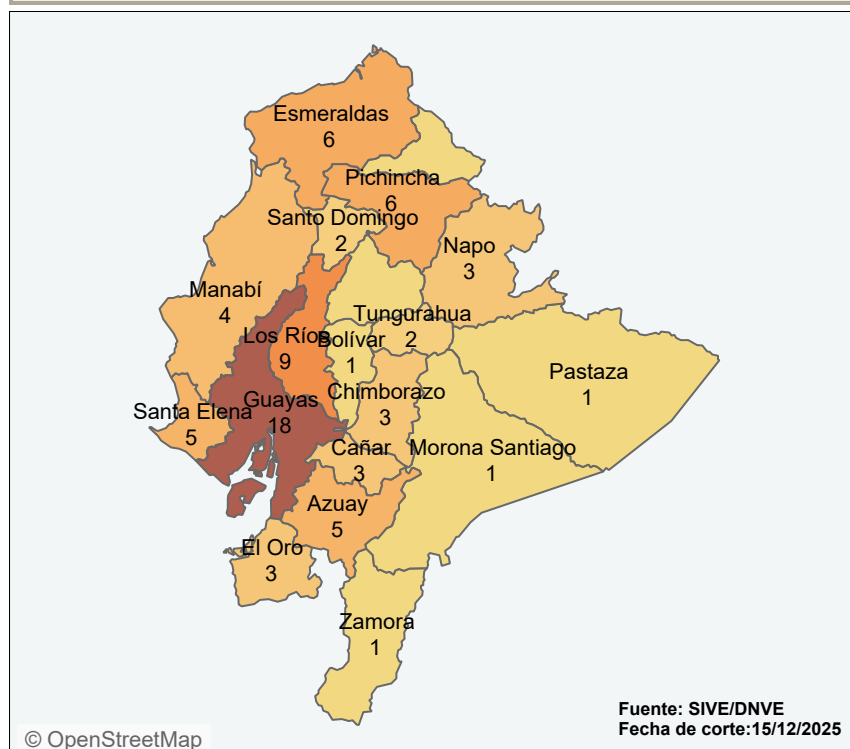 Esmeraldas
6
Pichincha
6
Santo Domingo
2
Napo
3
Manabí
4
Tungurahua
2
Los Ríos
9
Bolívar
1
Pastaza
1
Chimborazo
3
Guayas
18
Santa Elena
5
Cañar
3
Morona Santiago
1
Azuay
5
El Oro
3
Zamora
1
Fuente: SIVE/DNVE
Fecha de corte:15/12/2025
© OpenStreetMap